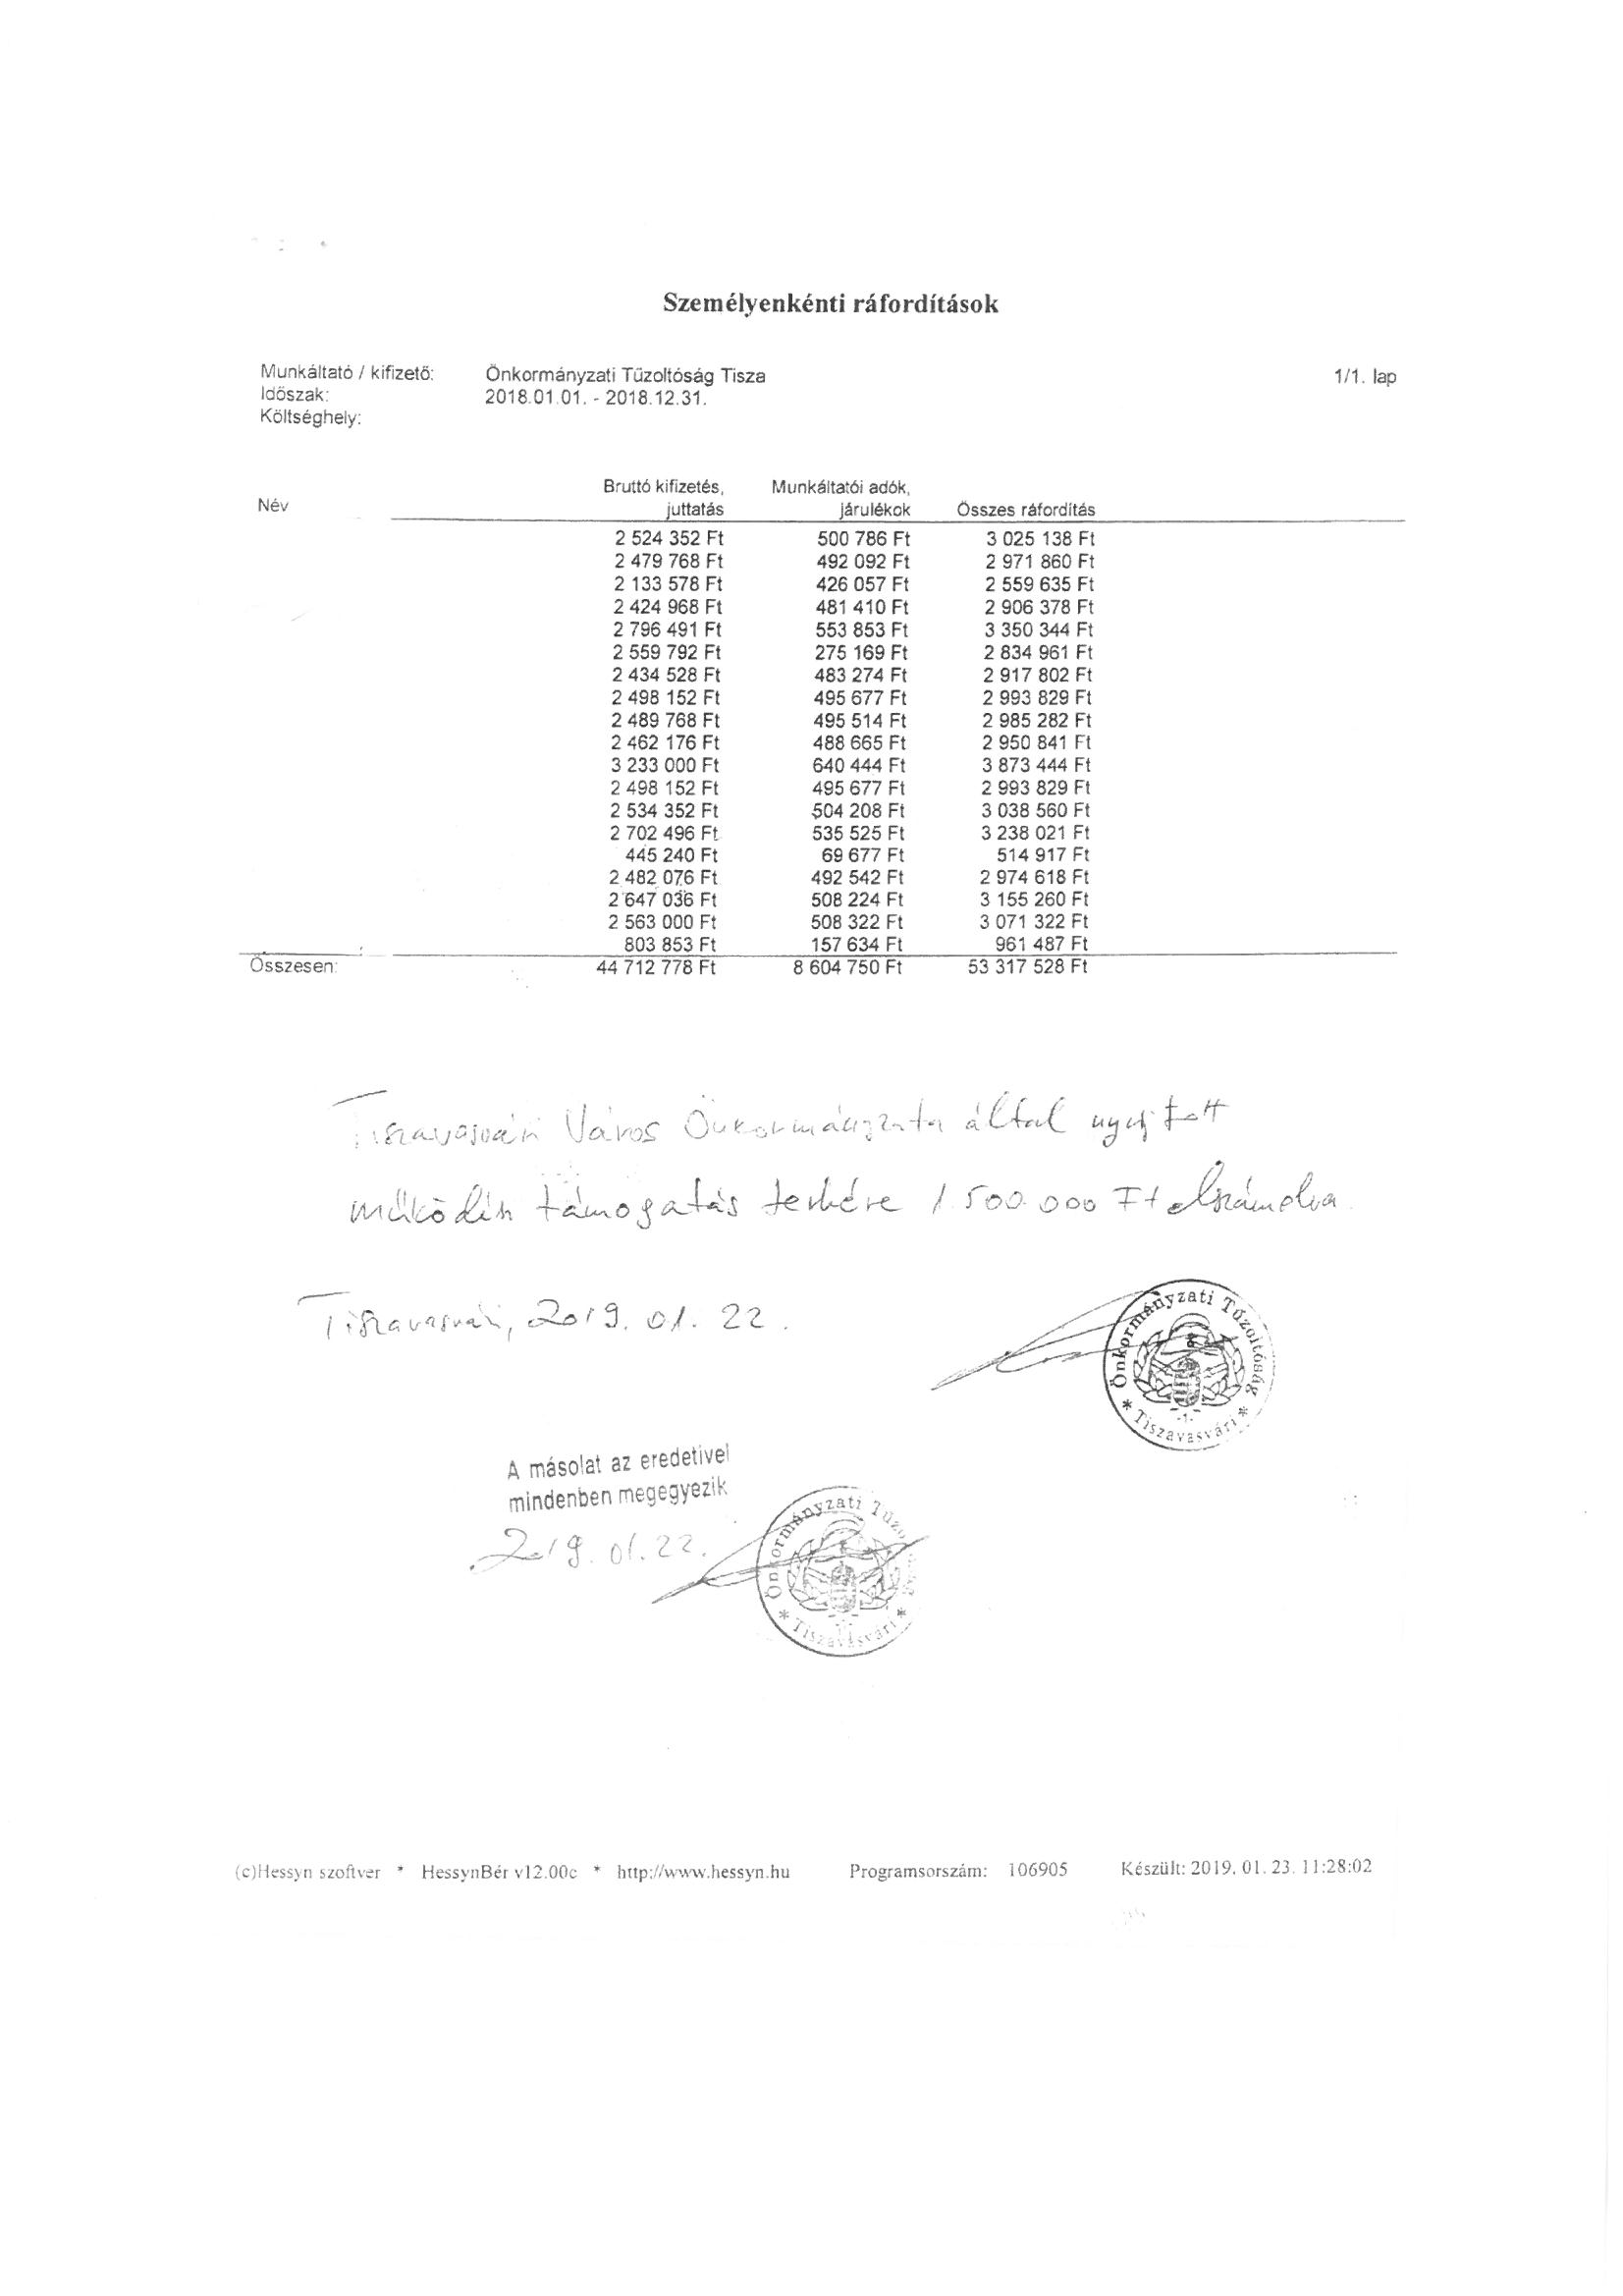 Személyenkénti ráfordítások
Munkáltató / kifizető: Önkormányzati Tűzoltóság Tisza 1/1. lap
Időszak: 2018.01.01. - 2018.12.31.
Költséghely:
Bruttó kifizetés, Munkáltatói adók,
Név juttatás járulékok Összes ráfordítás
2 524 352 Ft 500 786 Ft 3 025 138 Ft
2 479 768 Ft 492 092 Ft 2 971 860 Ft
2 133 578 Ft 426 057 Ft 2 559 635 Ft
2 424 968 Ft 481 410 Ft 2 906 378 Ft
2 796 491 Ft 553 853 Ft 3 350 344 Ft
2 559 792 Ft 275 169 Ft 2 834 961 Ft
2 434 528 Ft 483 274 Ft 2 917 802 Ft
2 498 152 Ft 495 677 Ft 2 993 829 Ft
2 489 768 Ft 495 514 Ft 2 985 282 Ft
2 462 176 Ft 488 665 Ft 2 950 841 Ft
3 233 000 Ft 640 444 Ft 3 873 444 Ft
2 498 152 Ft 495 677 Ft 2 993 829 Ft
2 534 352 Ft 504 208 Ft 3 038 560 Ft
2 702 496 Ft 535 525 Ft 3 238 021 Ft
445 240 Ft 69 677 Ft 514 917 Ft
2 482 076 Ft 492 542 Ft 2 974 618 Ft
2 647 036 Ft 508 224 Ft 3 155 260 Ft
2 563 000 Ft 508 322 Ft 3 071 322 Ft
803 853 Ft 157 634 Ft 961 487 Ft
Összesen: 44 712 778 Ft 8 604 750 Ft 53 317 528 Ft
Tiszavasvári Város Önkormányzata által nyújtott
működési támogatás terhére 1.500.000 Ft elszámolva.
Tiszavasvári, 2019. 01. 22.
Önkormányzati Tűzoltóság * Tiszavasvári *
-1-
A másolat az eredetivel
mindenben megegyezik
2019. 01. 22.
Önkormányzati Tűzoltóság * Tiszavasvári *
(c)Hessyn szoftver * HessynBér v12.00c * http://www.hessyn.hu Programsorszám: 106905 Készült: 2019. 01. 23. 11:28:02